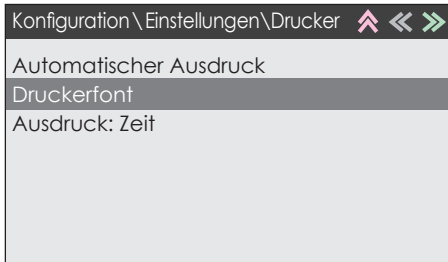 Konfiguration\Einstellungen\Drucker
Automatischer Ausdruck
Druckerfont
Ausdruck: Zeit